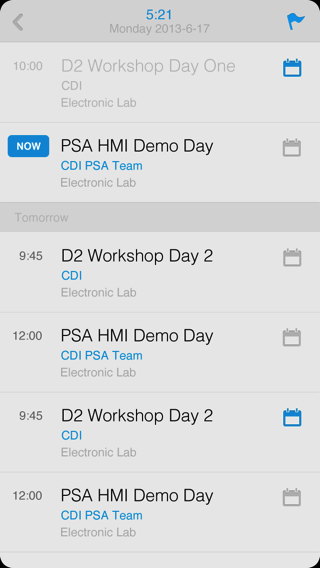 5:21
Monday 2013-6-17
10:00
D2 Workshop Day One
CDI
Electronic Lab
NOW
PSA HMI Demo Day
CDI PSA Team
Electronic Lab
Tomorrow
9:45
D2 Workshop Day 2
CDI
Electronic Lab
12:00
PSA HMI Demo Day
CDI PSA Team
Electronic Lab
9:45
D2 Workshop Day 2
CDI
Electronic Lab
12:00
PSA HMI Demo Day
CDI PSA Team
Electronic Lab